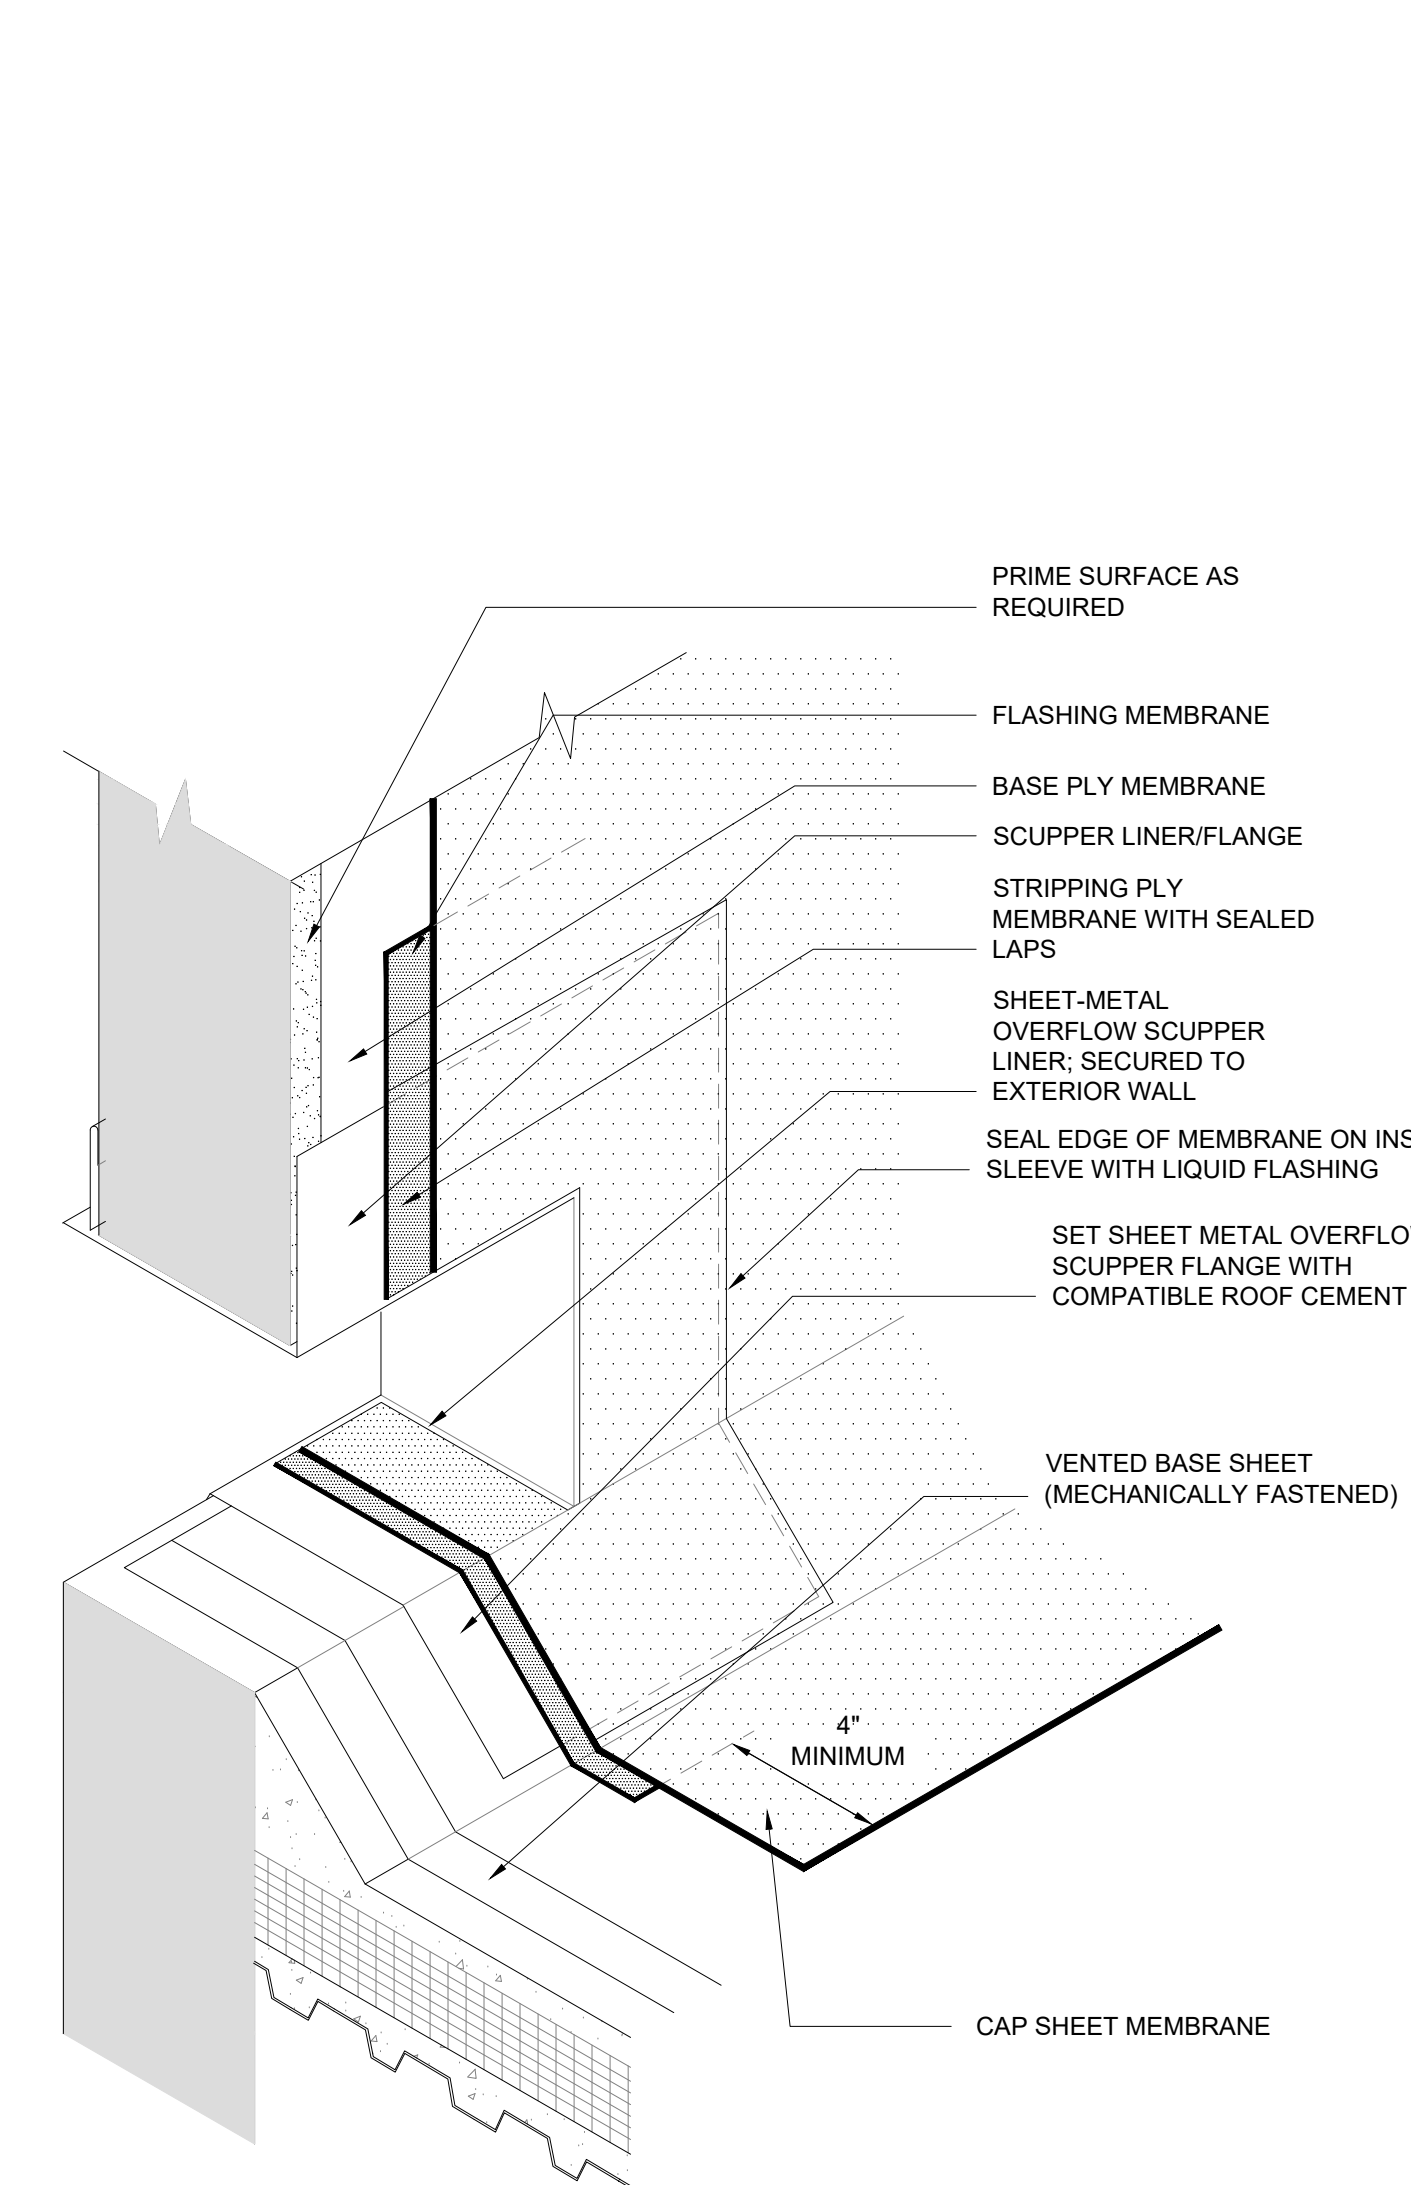 PRIME SURFACE AS
REQUIRED
FLASHING MEMBRANE
BASE PLY MEMBRANE
SCUPPER LINER/FLANGE
STRIPPING PLY
MEMBRANE WITH SEALED
LAPS
SHEET-METAL
OVERFLOW SCUPPER
LINER; SECURED TO
EXTERIOR WALL
SEAL EDGE OF MEMBRANE ON
SLEEVE WITH LIQUID FLASHING
SET SHEET METAL
SCUPPER FLANGE WITH
COMPATIBLE ROOF CEMENT
VENTED BASE SHEET
(MECHANICALLY FASTENED)
4"
MINIMUM
CAP SHEET MEMBRANE